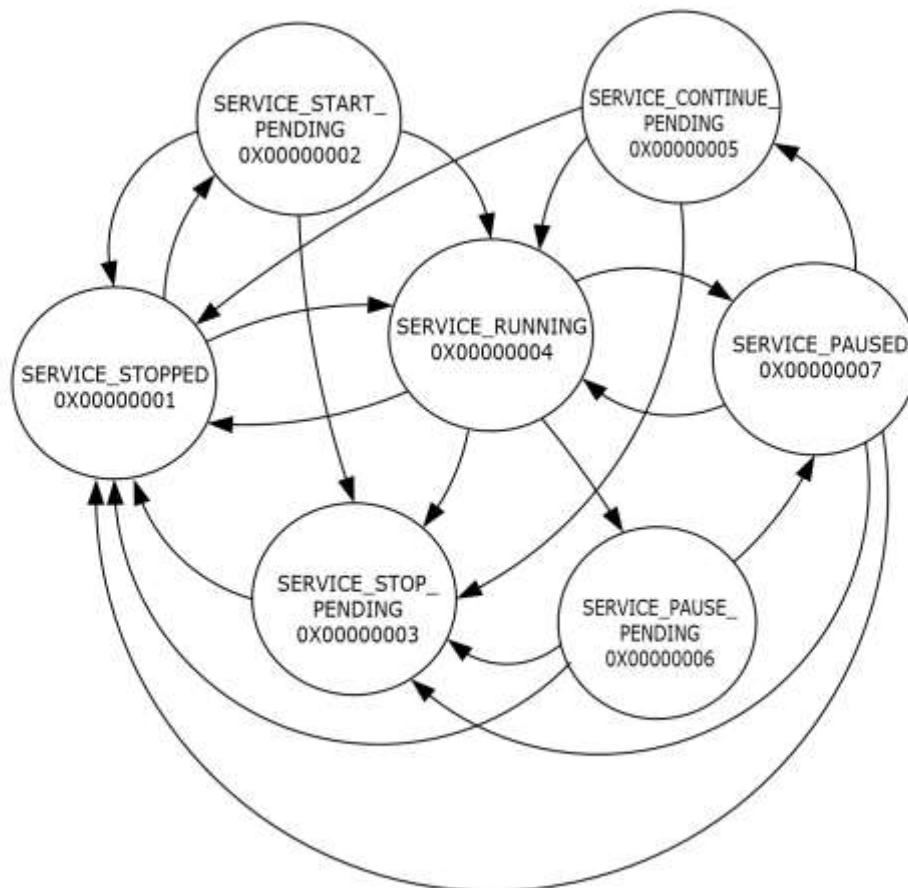 SERVICE_START_
PENDING
0X00000002
SERVICE_CONTINUE_
PENDING
0X00000005
SERVICE_RUNNING
0X00000004
SERVICE_PAUSED
0X00000007
SERVICE_STOPPED
0X00000001
SERVICE_STOP_
PENDING
0X00000003
SERVICE_PAUSE_
PENDING
0X00000006